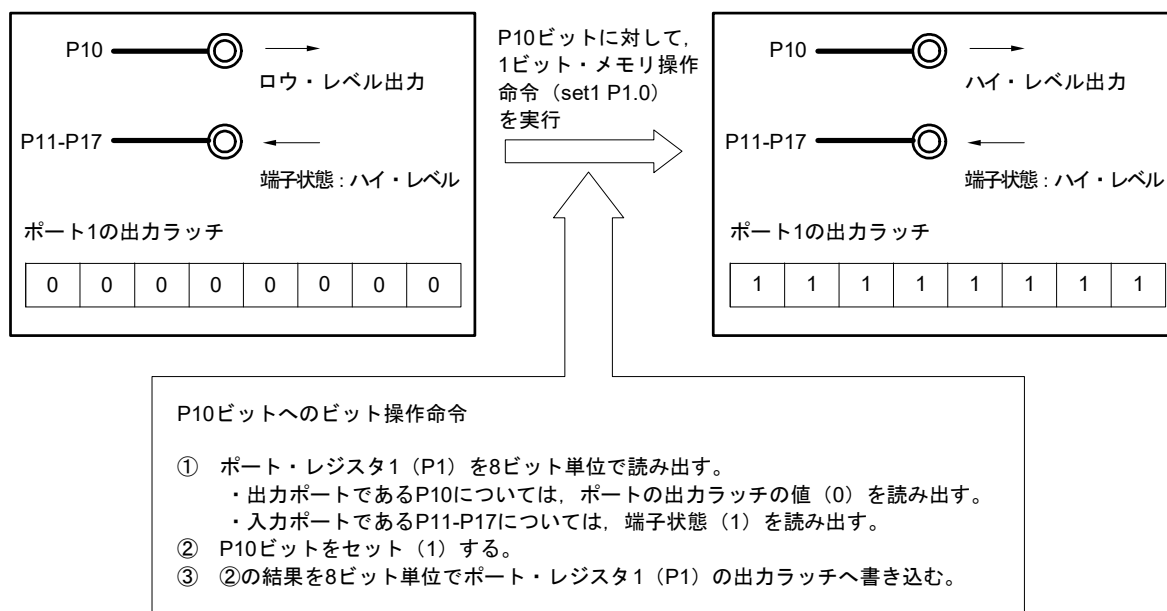 P10
ロウ・レベル出力
P11-P17
端子状態：ハイ・レベル
ポート1の出力ラッチ
0 0 0 0 0 0 0 0
P10ビットに対して，
1ビット・メモリ操作
命令（set1 P1.0）
を実行
P10
ハイ・レベル出力
P11-P17
端子状態：ハイ・レベル
ポート1の出力ラッチ
1 1 1 1 1 1 1 1
P10ビットへのビット操作命令
① ポート・レジスタ1（P1）を8ビット単位で読み出す。
・出力ポートであるP10については，ポートの出力ラッチの値（0）を読み出す。
・入力ポートであるP11-P17については，端子状態（1）を読み出す。
② P10ビットをセット（1）する。
③ ②の結果を8ビット単位でポート・レジスタ1（P1）の出力ラッチへ書き込む。